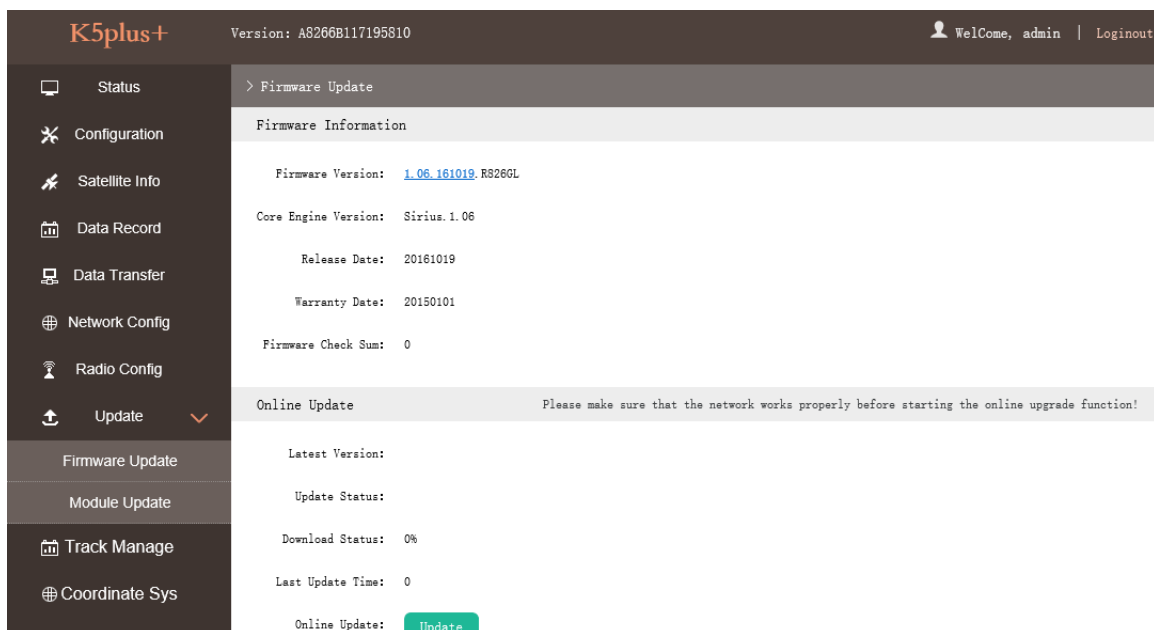 K5plus+
Version: A8266B117195810
WelCome, admin | Loginout
Status
Configuration
Satellite Info
Data Record
Data Transfer
Network Config
Radio Config
Update
Firmware Update
Module Update
Track Manage
Coordinate Sys
> Firmware Update
Firmware Information
Firmware Version: 1.06.161019.R826GL
Core Engine Version: Sirius.1.06
Release Date: 20161019
Warranty Date: 20150101
Firmware Check Sum: 0
Online Update Please make sure that the network works properly before starting the online upgrade function!
Latest Version:
Update Status:
Download Status: 0%
Last Update Time: 0
Online Update: Update